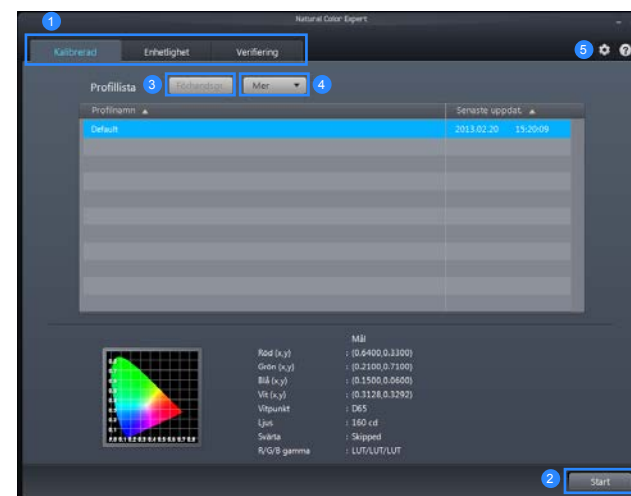 Natural Color Expert
1
Kalibrerad Enhetlighet Verifiering
5
Profillista 3 Förhandsgr. Mer 4
Profilnamn Senaste uppdat.
Default 2013.02.20 15:20:09
Mål
Röd (x,y) : (0.6400,0.3300)
Grön (x,y) : (0.2100,0.7100)
Blå (x,y) : (0.1500,0.0600)
Vit (x,y) : (0.3128,0.3292)
Vitpunkt : D65
Ljus : 160 cd
Svärta : Skipped
R/G/B gamma : LUT/LUT/LUT
2 Start